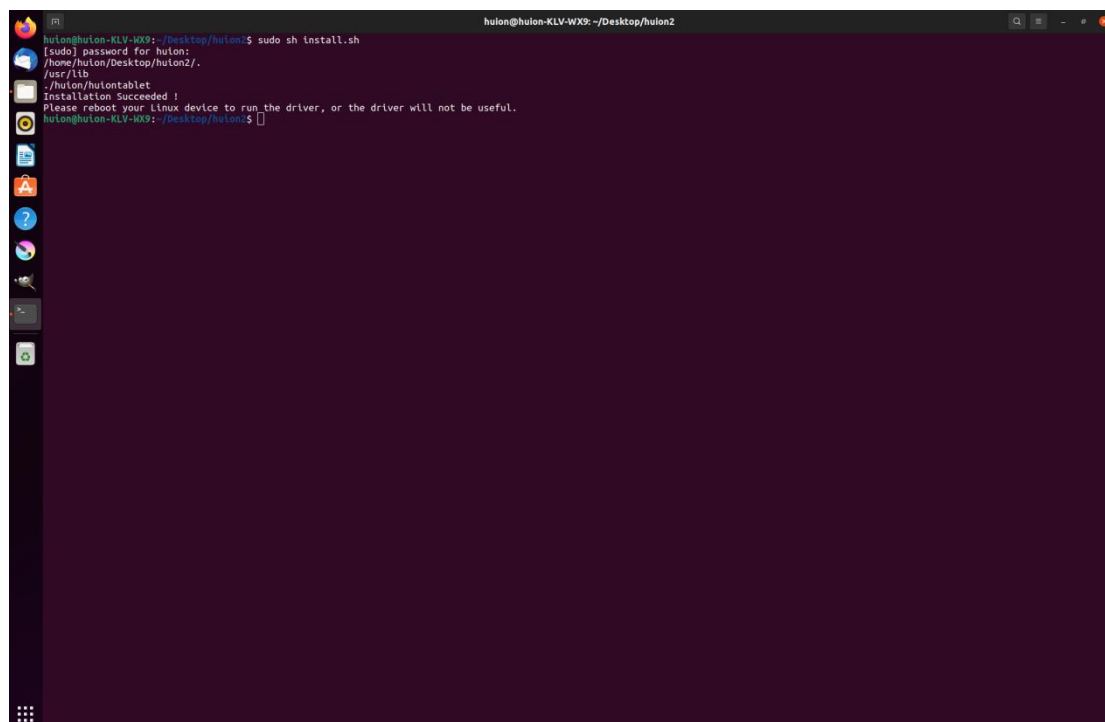 huion@huion-KLV-WX9: ~/Desktop/huion2
huion@huion-KLV-WX9:~/Desktop/huion2$ sudo sh install.sh
[sudo] password for huion:
/home/huion/Desktop/huion2/.
/usr/lib
./huion/huiontablet
Installation Succeeded !
Please reboot your Linux device to run the driver, or the driver will not be useful.
huion@huion-KLV-WX9:~/Desktop/huion2$